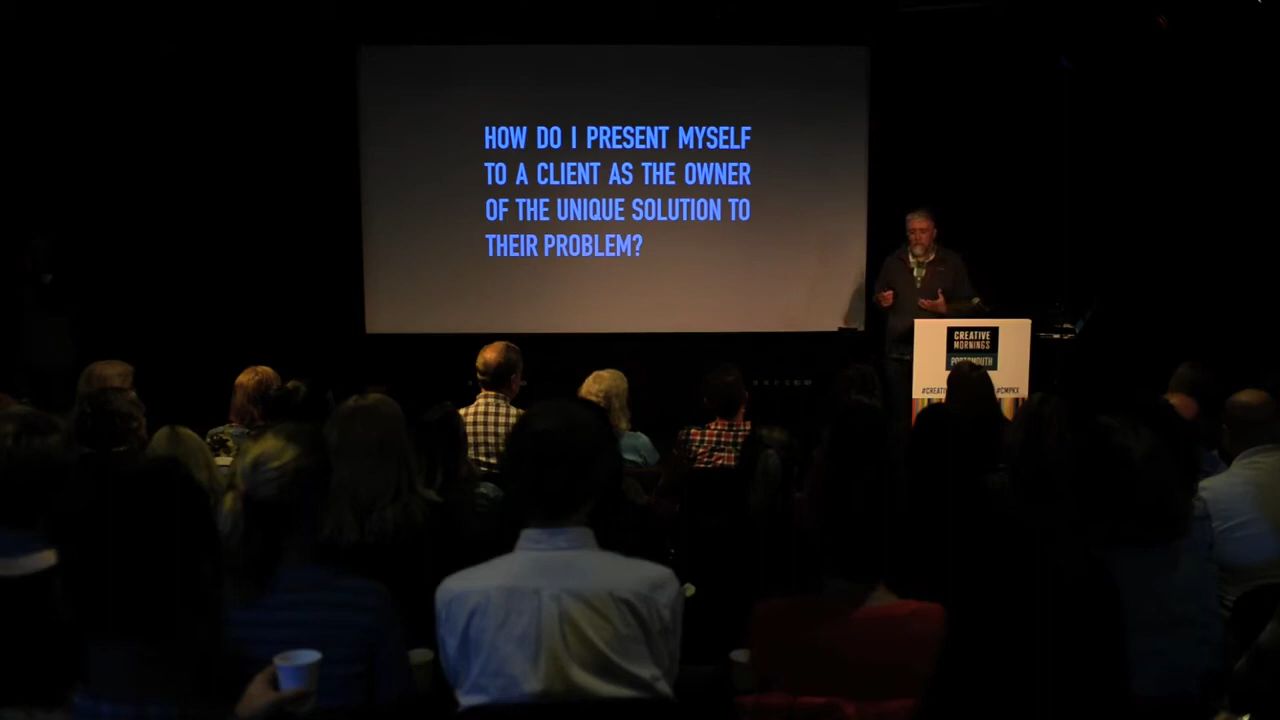 HOW DO I PRESENT MYSELF
TO A CLIENT AS THE OWNER
OF THE UNIQUE SOLUTION TO
THEIR PROBLEM?
CREATIVE
MORNINGS
PORTSMOUTH
#CMPKX